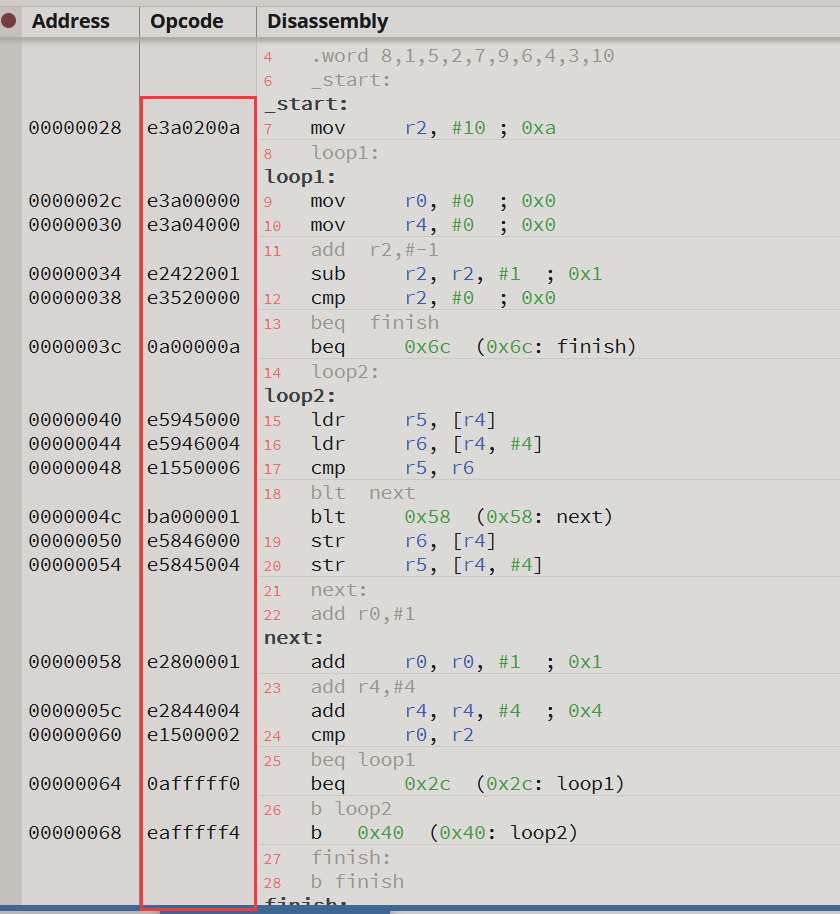 Address Opcode Disassembly
4 .word 8,1,5,2,7,9,6,4,3,10
6 _start:
_start:
00000028 e3a0200a 7 mov r2, #10 ; 0xa
8 loop1:
loop1:
0000002c e3a00000 9 mov r0, #0 ; 0x0
00000030 e3a04000 10 mov r4, #0 ; 0x0
11 add r2,#-1
00000034 e2422001 sub r2, r2, #1 ; 0x1
00000038 e3520000 12 cmp r2, #0 ; 0x0
13 beq finish
0000003c 0a00000a beq 0x6c (0x6c: finish)
14 loop2:
loop2:
00000040 e5945000 15 ldr r5, [r4]
00000044 e5946004 16 ldr r6, [r4, #4]
00000048 e1550006 17 cmp r5, r6
18 blt next
0000004c ba000001 blt 0x58 (0x58: next)
00000050 e5846000 19 str r6, [r4]
00000054 e5845004 20 str r5, [r4, #4]
21 next:
22 add r0,#1
next:
00000058 e2800001 add r0, r0, #1 ; 0x1
23 add r4,#4
0000005c e2844004 add r4, r4, #4 ; 0x4
00000060 e1500002 24 cmp r0, r2
25 beq loop1
00000064 0afffff0 beq 0x2c (0x2c: loop1)
26 b loop2
00000068 eafffff4 b 0x40 (0x40: loop2)
27 finish:
28 b finish
finish: